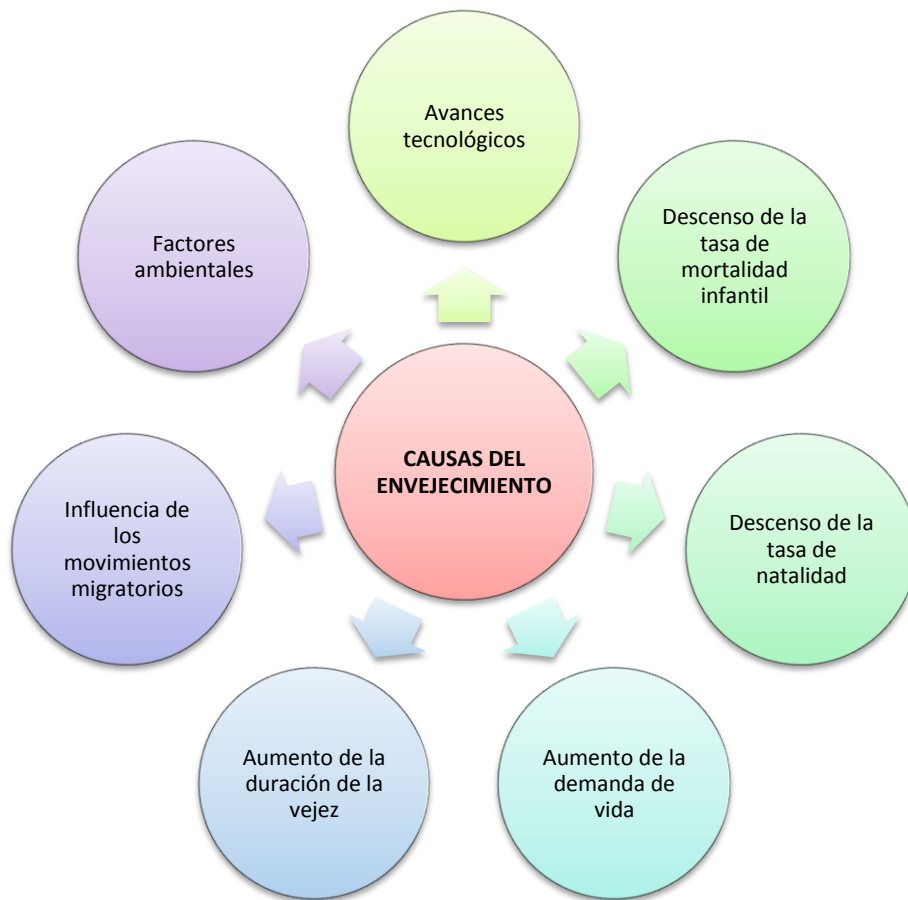 Avances
tecnológicos
Descenso de la
tasa de
mortalidad
infantil
Descenso de la
tasa de
natalidad
Aumento de la
demanda de
vida
Aumento de la
duración de la
vejez
Influencia de
los
movimientos
migratorios
Factores
ambientales
CAUSAS DEL
ENVEJECIMIENTO